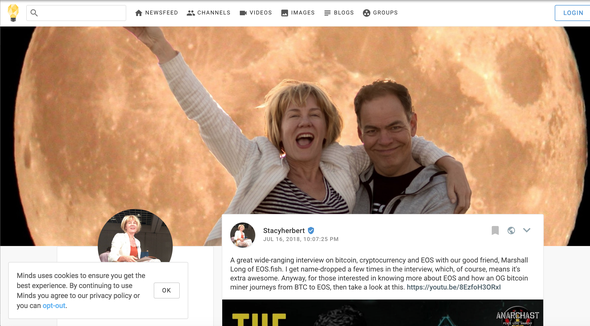 NEWSFEED CHANNELS VIDEOS IMAGES BLOGS GROUPS LOGIN
Stacyherbert
JUL 16, 2018, 10:07:25 PM
A great wide-ranging interview on bitcoin, cryptocurrency and EOS with our good friend, Marshall
Long of EOS.fish. I get name-dropped a few times in the interview, which, of course, means it's
extra awesome. Anyway, for those interested in knowing more about EOS and how an OG bitcoin
miner journeys from BTC to EOS, then take a look at this. https://youtu.be/8EzfoH3ORxI
Minds uses cookies to ensure you get the
best experience. By continuing to use
Minds you agree to our privacy policy or
you can opt-out.
OK
THE
ANARCHAST